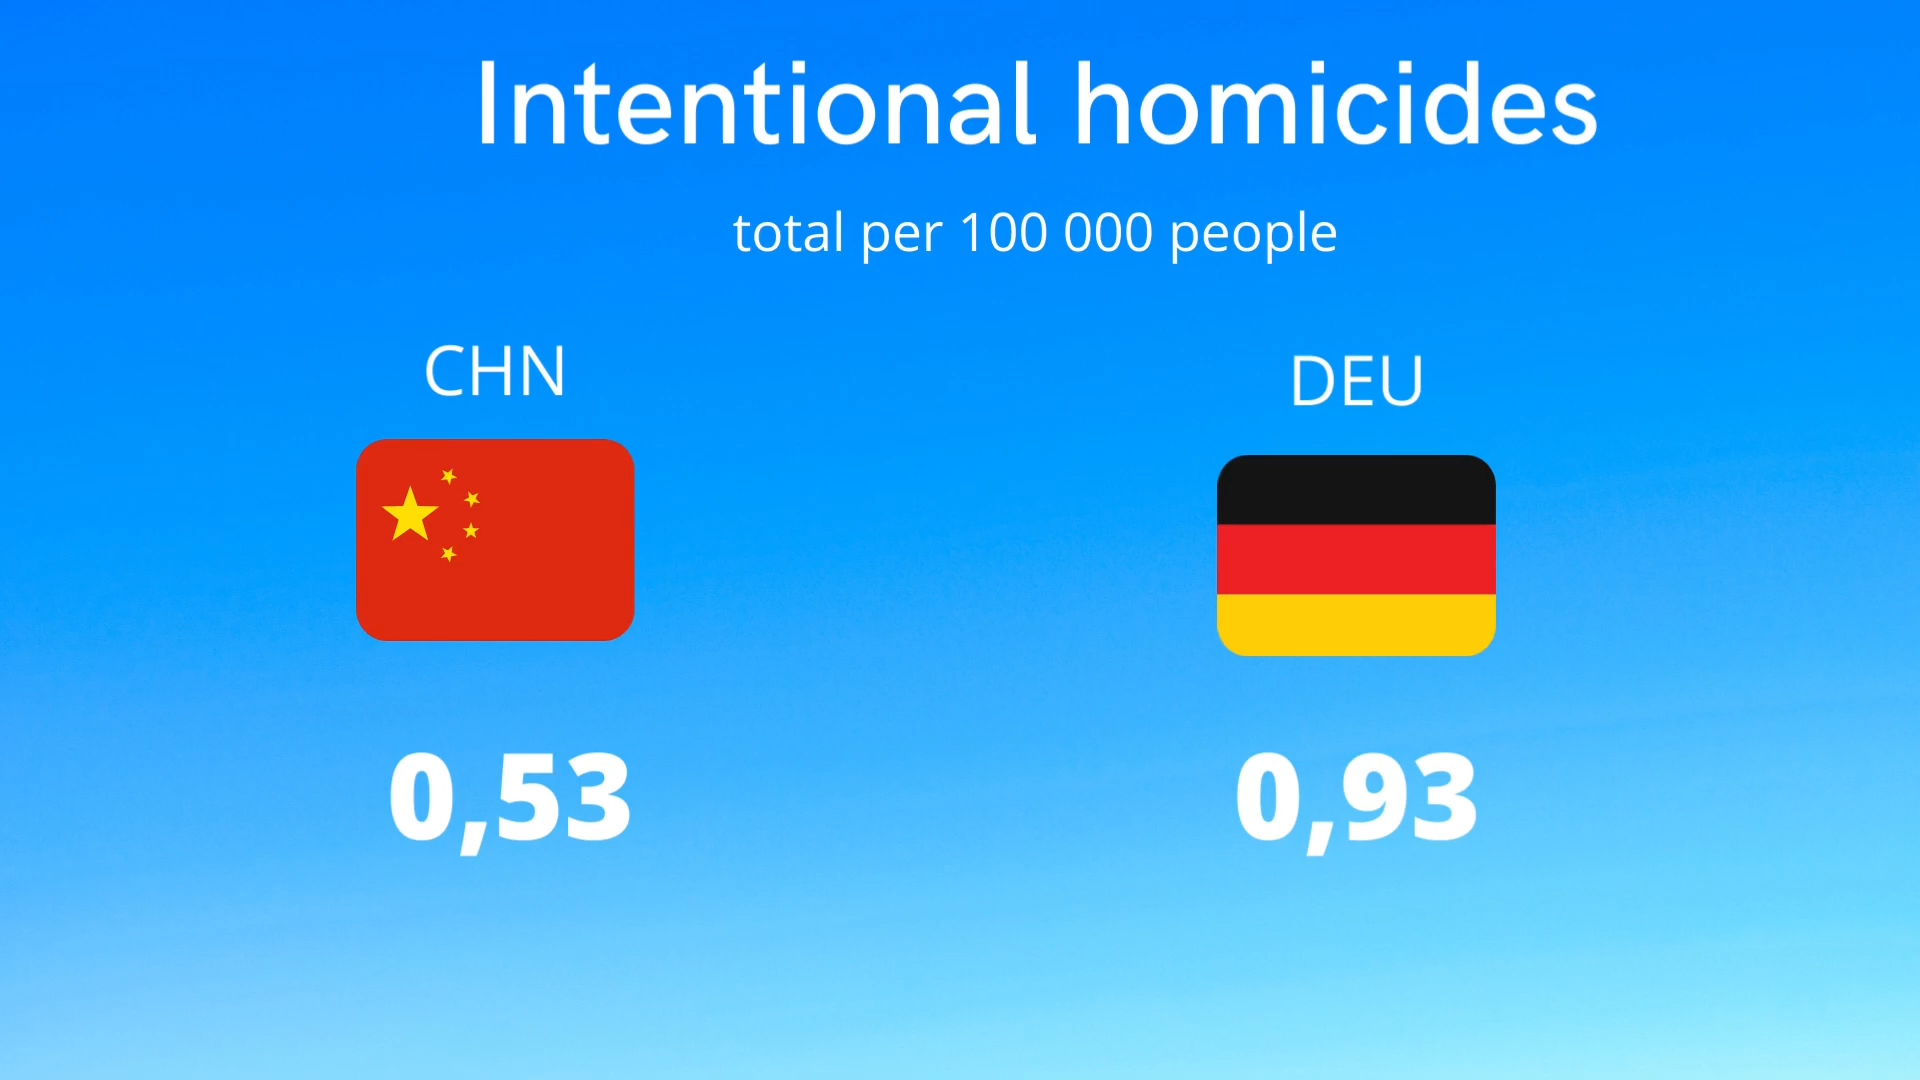 Intentional homicides
total per 100 000 people
CHN
DEU
0,53
0,93